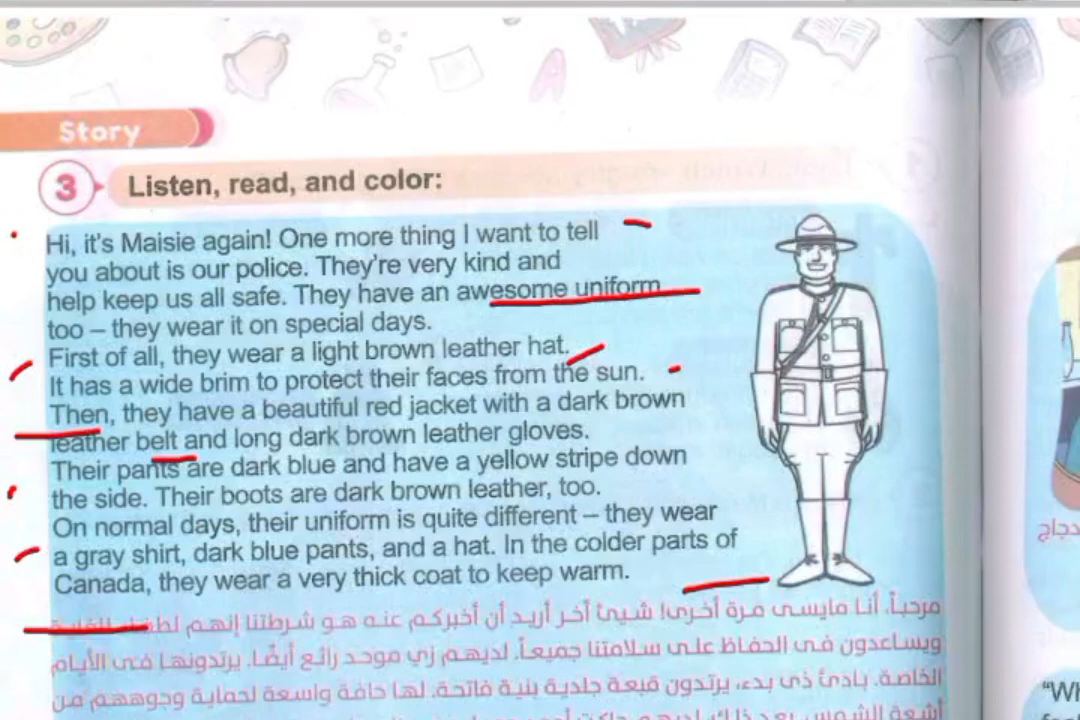 Story
3 Listen, read, and color:
Hi, it's Maisie again! One more thing I want to tell
you about is our police. They're very kind and
help keep us all safe. They have an awesome uniform
too – they wear it on special days.
First of all, they wear a light brown leather hat.
It has a wide brim to protect their faces from the sun.
Then, they have a beautiful red jacket with a dark brown
leather belt and long dark brown leather gloves.
Their pants are dark blue and have a yellow stripe down
the side. Their boots are dark brown leather, too.
On normal days, their uniform is quite different – they wear
a gray shirt, dark blue pants, and a hat. In the colder parts of
Canada, they wear a very thick coat to keep warm.
مرحباً. أنا مايسى مرة أخرى! شيئ آخر أريد أن أخبركم عنه هو شرطتنا إنهم
ويساعدون فى الحفاظ على سلامتنا جميعاً. لديهم زي موحد رائع أيضًا. يرتدونها فى الأيام
الخاصة. بادئ ذى بدء، يرتدون قبعة جلدية بنية فاتحة. لها حافة واسعة لحماية وجوههم من
أشعة الشمس. بعد ذلك
دجاج
"Wh